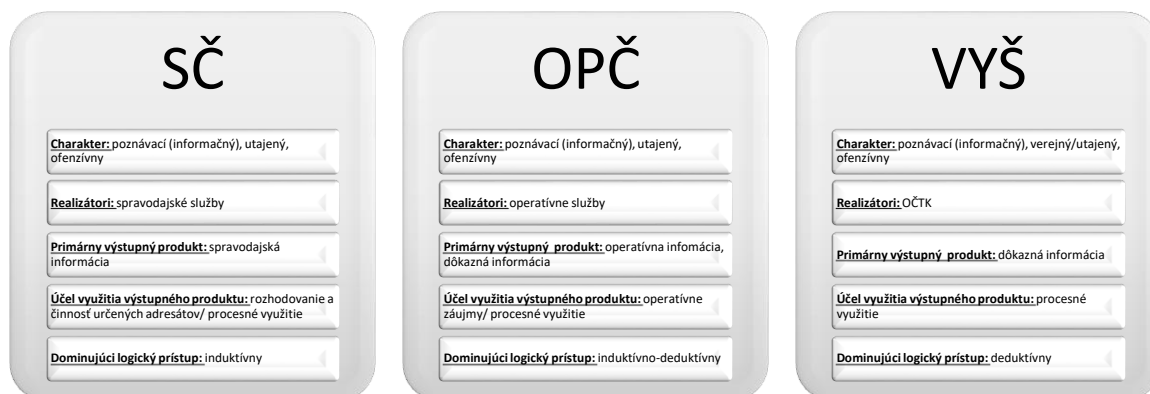 SČ
Charakter: poznávací (informačný), utajený,
ofenzívny
Realizátori: spravodajské služby
Primárny výstupný produkt: spravodajská
informácia
Účel využitia výstupného produktu: rozhodovanie a
činnosť určených adresátov/ procesné využitie
Dominujúci logický prístup: induktívny
OPČ
Charakter: poznávací (informačný), utajený,
ofenzívny
Realizátori: operatívne služby
Primárny výstupný produkt: operatívna infomácia,
dôkazná informácia
Účel využitia výstupného produktu: operatívne
záujmy/ procesné využitie
Dominujúci logický prístup: induktívno-deduktívny
VYŠ
Charakter: poznávací (informačný), verejný/utajený,
ofenzívny
Realizátori: OČTK
Primárny výstupný produkt: dôkazná informácia
Účel využitia výstupného produktu: procesné
využitie
Dominujúci logický prístup: deduktívny